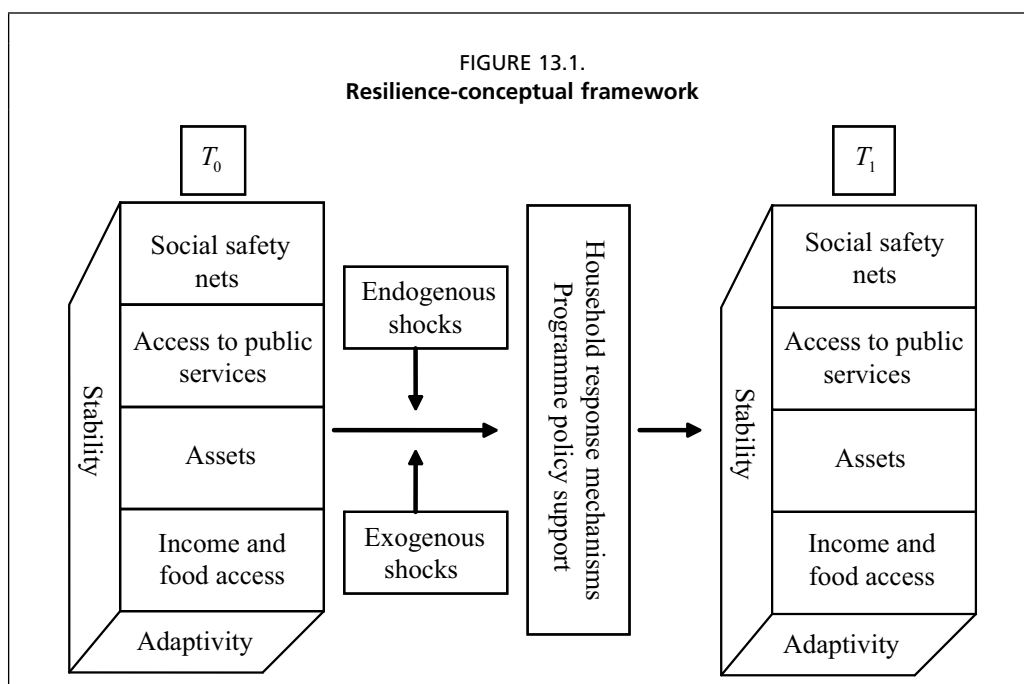 FIGURE 13.1.
Resilience-conceptual framework
T0
Social safety
nets
Access to public
services
Assets
Income and
food access
Stability
Adaptivity
Endogenous
shocks
Exogenous
shocks
Household response mechanisms
Programme policy support
T1
Social safety
nets
Access to public
services
Assets
Income and
food access
Stability
Adaptivity